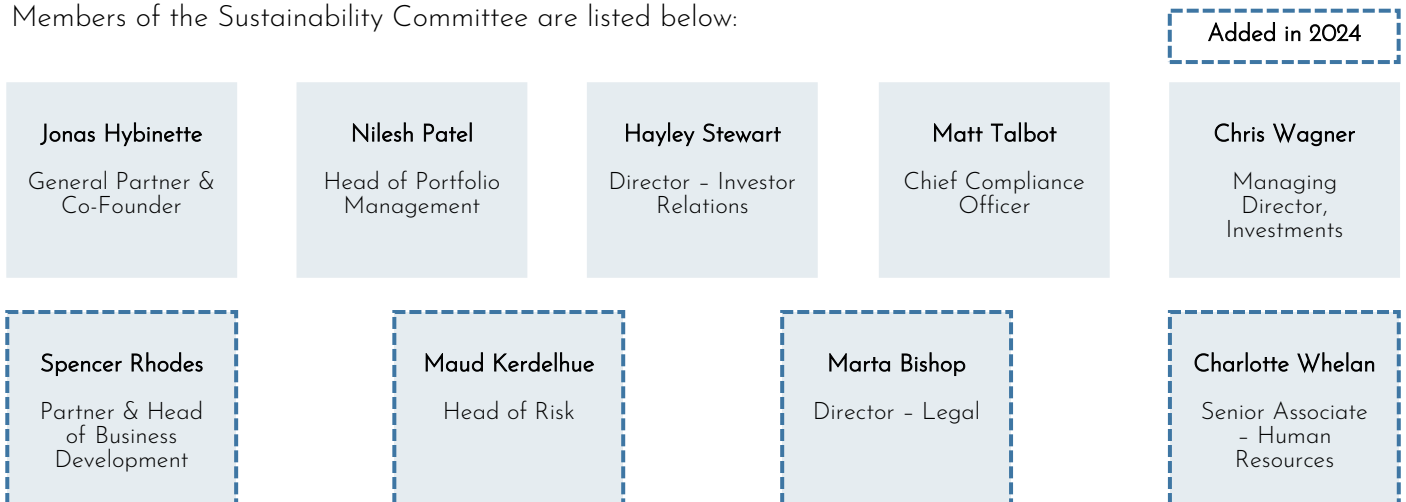 Members of the Sustainability Committee are listed below:
Added in 2024
Jonas Hybinette
General Partner &
Co-Founder
Nilesh Patel
Head of Portfolio
Management
Hayley Stewart
Director – Investor
Relations
Matt Talbot
Chief Compliance
Officer
Chris Wagner
Managing
Director,
Investments
Spencer Rhodes
Partner & Head
of Business
Development
Maud Kerdelhue
Head of Risk
Marta Bishop
Director – Legal
Charlotte Whelan
Senior Associate
– Human
Resources